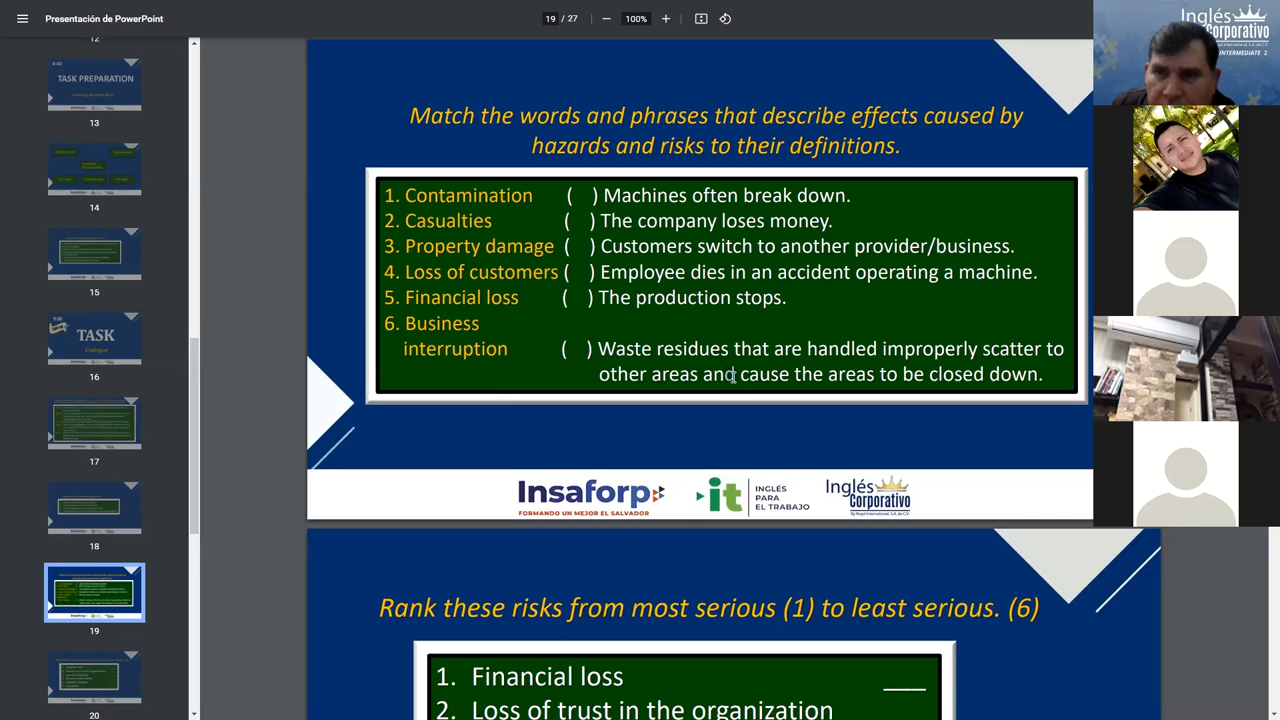 Presentación de PowerPoint
19 / 27
100%
12
TASK PREPARATION
13
14
15
TASK
16
17
18
19
20
Match the words and phrases that describe effects caused by
hazards and risks to their definitions.
1. Contamination ( ) Machines often break down.
2. Casualties ( ) The company loses money.
3. Property damage ( ) Customers switch to another provider/business.
4. Loss of customers ( ) Employee dies in an accident operating a machine.
5. Financial loss ( ) The production stops.
6. Business
interruption ( ) Waste residues that are handled improperly scatter to
other areas and cause the areas to be closed down.
Insaforp
FORMANDO UN MEJOR EL SALVADOR
it
INGLÉS
PARA
EL TRABAJO
Inglés
Corporativo
By Regal International, S.A. de C.V.
Rank these risks from most serious (1) to least serious. (6)
1. Financial loss ____
2. Loss of trust in the organization
Inglés
Corporativo
INTERMEDIATE 2